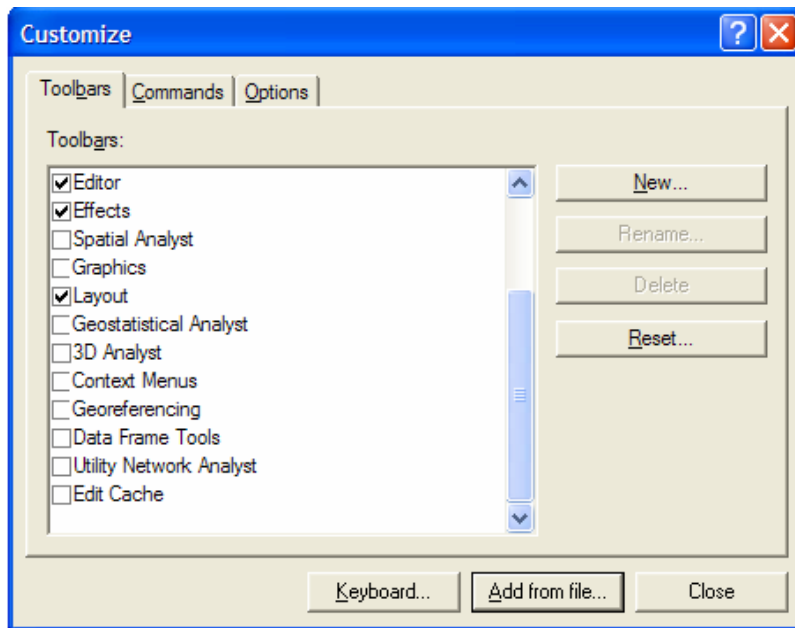 Customize
Toolbars Commands Options
Toolbars:
Editor
Effects
Spatial Analyst
Graphics
Layout
Geostatistical Analyst
3D Analyst
Context Menus
Georeferencing
Data Frame Tools
Utility Network Analyst
Edit Cache
New...
Rename...
Delete
Reset...
Keyboard... Add from file... Close